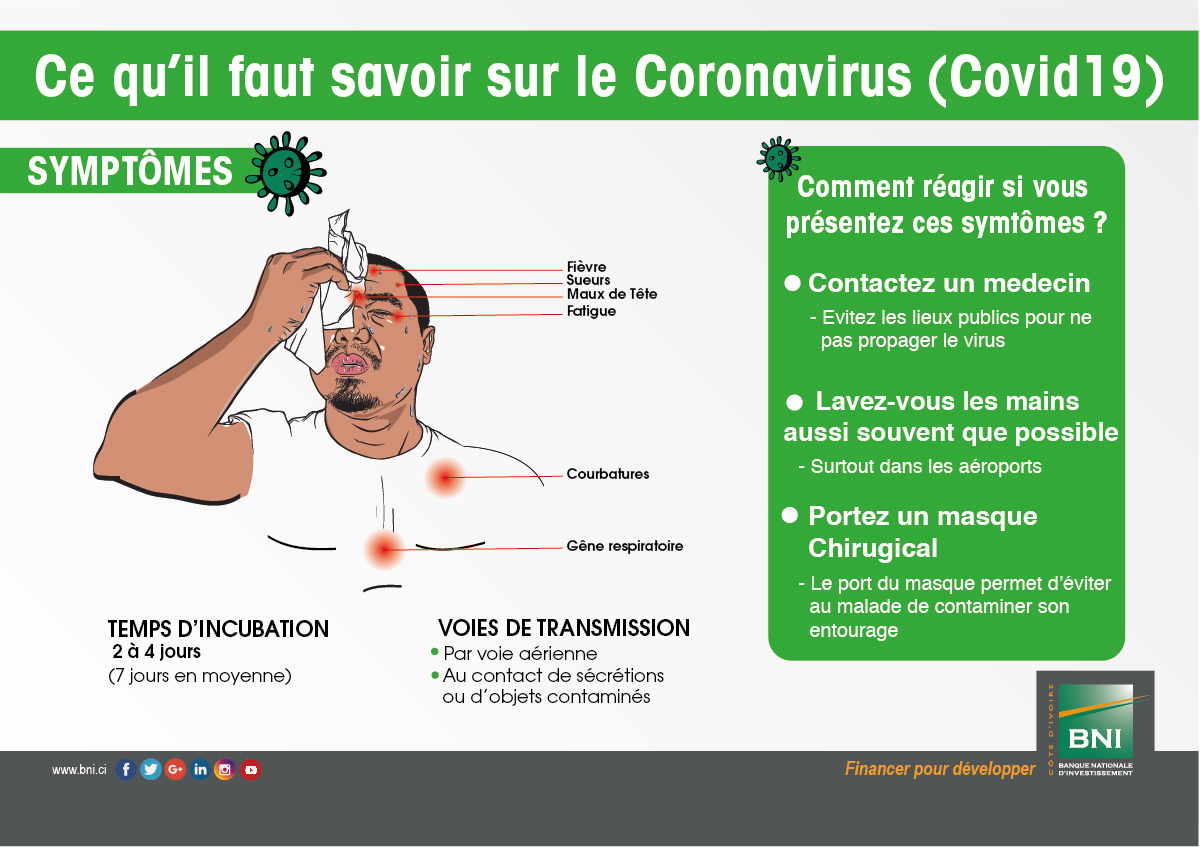 Ce qu’il faut savoir sur le Coronavirus (Covid19)
SYMPTÔMES
Fièvre
Sueurs
Maux de Tête
Fatigue
Courbatures
Gêne respiratoire
TEMPS D’INCUBATION
2 à 4 jours
(7 jours en moyenne)
VOIES DE TRANSMISSION
Par voie aérienne
Au contact de sécrétions
ou d’objets contaminés
Comment réagir si vous
présentez ces symtômes ?
Contactez un medecin
- Evitez les lieux publics pour ne
pas propager le virus
Lavez-vous les mains
aussi souvent que possible
- Surtout dans les aéroports
Portez un masque
Chirugical
- Le port du masque permet d’éviter
au malade de contaminer son
entourage
www.bni.ci
Financer pour développer
CÔTE D’IVOIRE
BNI
BANQUE NATIONALE
D’INVESTISSEMENT